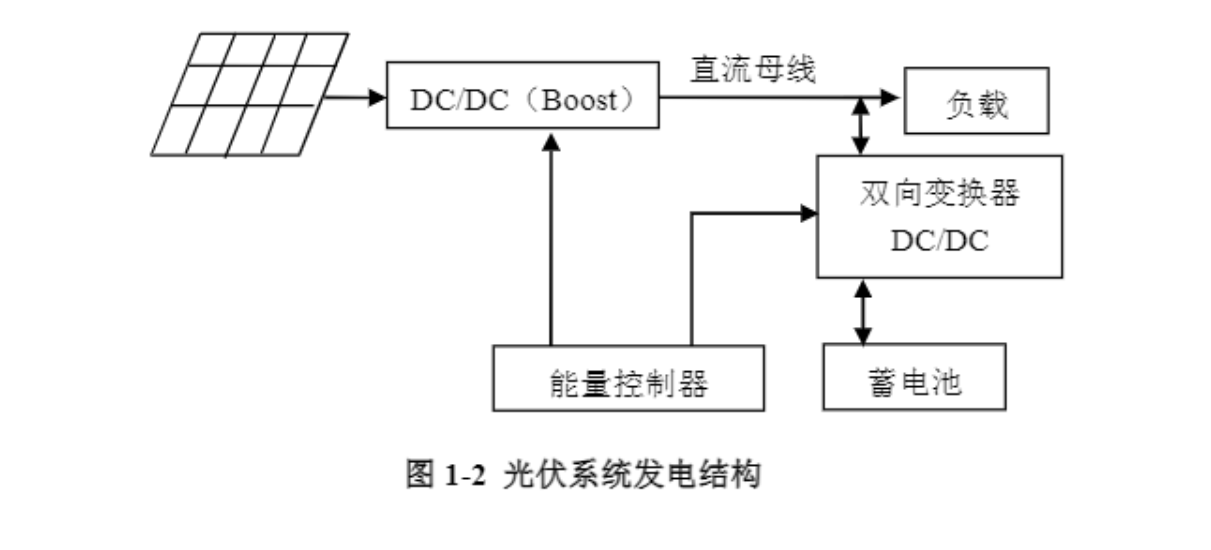 直流母线
DC/DC（Boost）
负载
双向变换器
DC/DC
能量控制器
蓄电池
图 1-2 光伏系统发电结构